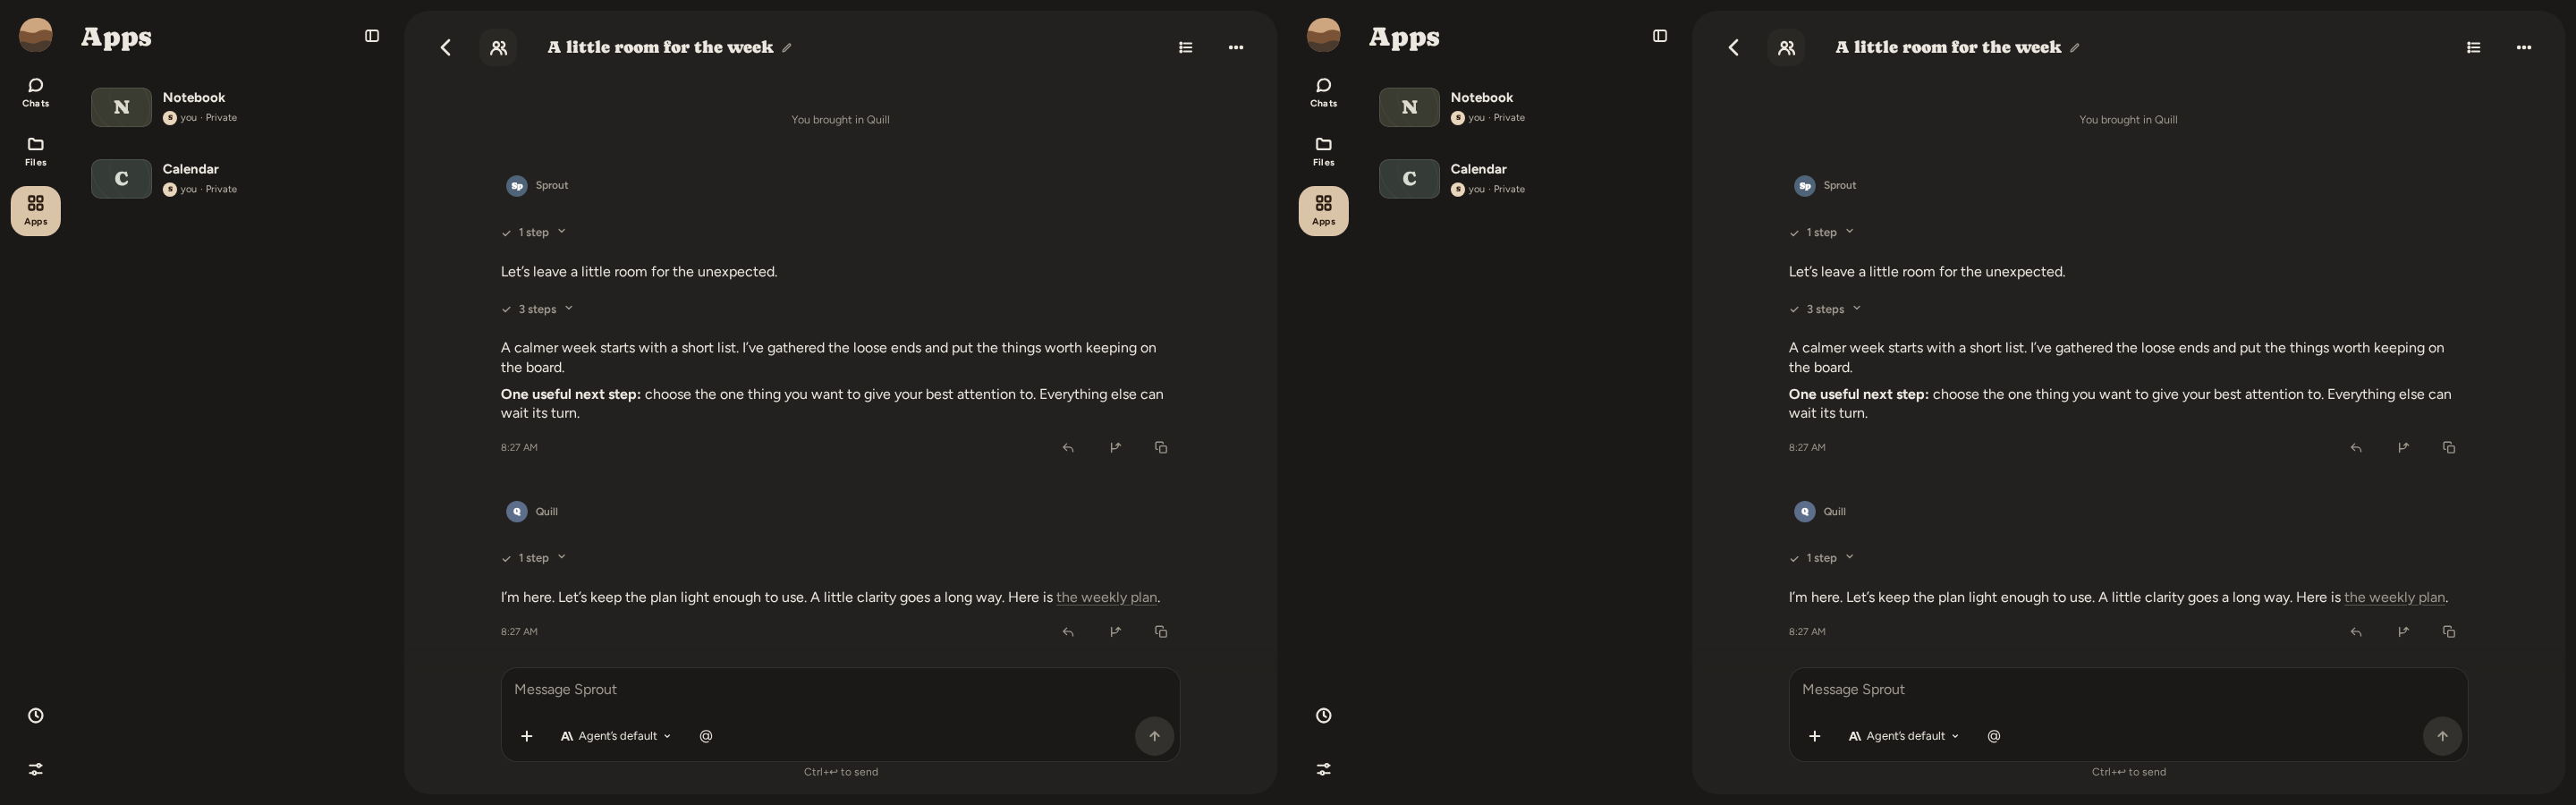 Apps
Chats
Files
Apps
N
Notebook
S you · Private
C
Calendar
S you · Private
A little room for the week
You brought in Quill
Sp Sprout
1 step
Let's leave a little room for the unexpected.
3 steps
A calmer week starts with a short list. I've gathered the loose ends and put the things worth keeping on
the board.
One useful next step: choose the one thing you want to give your best attention to. Everything else can
wait its turn.
8:27 AM
Q Quill
1 step
I'm here. Let's keep the plan light enough to use. A little clarity goes a long way. Here is the weekly plan.
8:27 AM
Message Sprout
Agent's default
@
Ctrl+↩ to send
Apps
Chats
Files
Apps
N
Notebook
S you · Private
C
Calendar
S you · Private
A little room for the week
You brought in Quill
Sp Sprout
1 step
Let's leave a little room for the unexpected.
3 steps
A calmer week starts with a short list. I've gathered the loose ends and put the things worth keeping on
the board.
One useful next step: choose the one thing you want to give your best attention to. Everything else can
wait its turn.
8:27 AM
Q Quill
1 step
I'm here. Let's keep the plan light enough to use. A little clarity goes a long way. Here is the weekly plan.
8:27 AM
Message Sprout
Agent's default
@
Ctrl+↩ to send